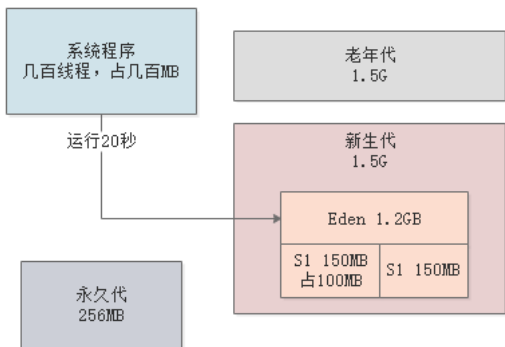 系统程序
几百线程，占几百MB
老年代
1.5G
运行20秒
新生代
1.5G
Eden 1.2GB
S1 150MB
占100MB
S1 150MB
永久代
256MB